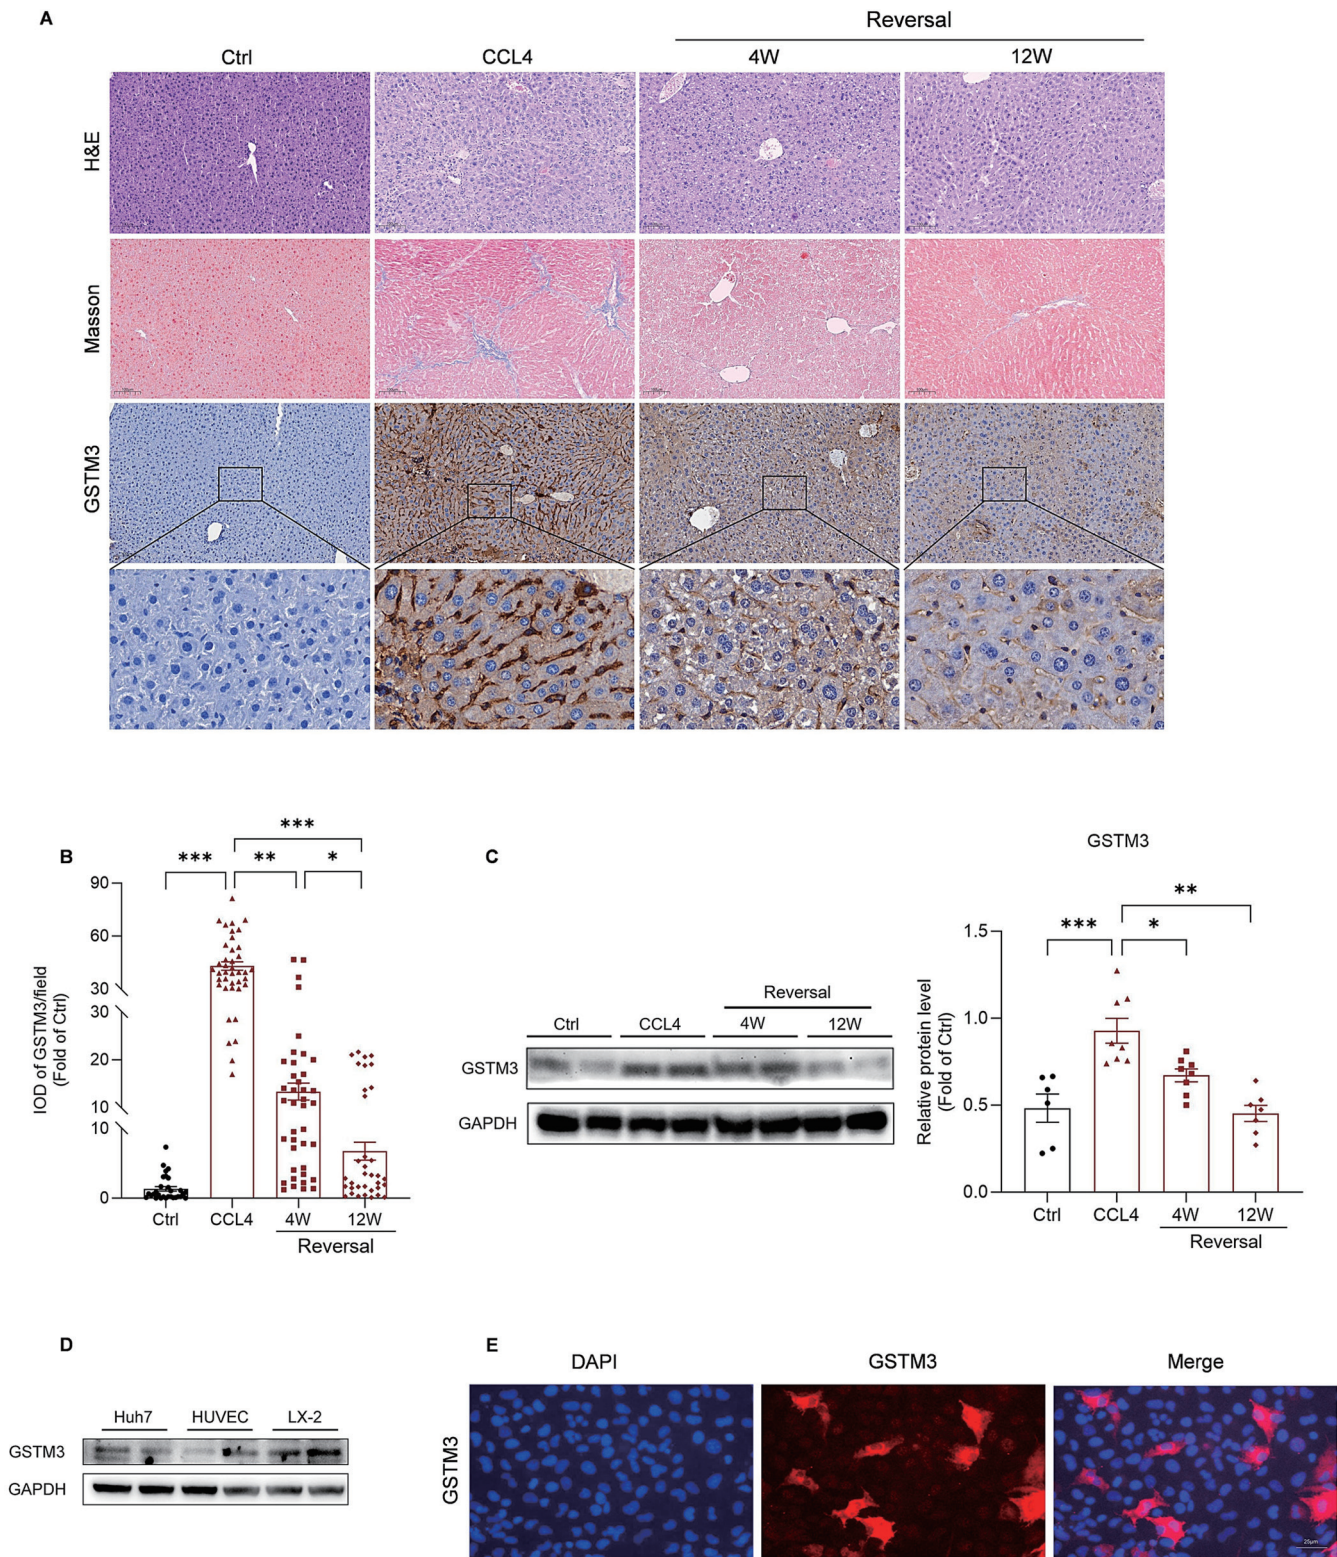 A
Reversal
Ctrl
CCL4
4W
12W
H&E
Masson
GSTM3
B
***
***
**
*
IOD of GSTM3/field
(Fold of Ctrl)
90
60
30
30
20
10
10
0
Ctrl
CCL4
4W
12W
Reversal
C
Reversal
Ctrl
CCL4
4W
12W
GSTM3
GAPDH
GSTM3
**
***
*
Relative protein level
(Fold of Ctrl)
1.5
1.0
0.5
0.0
Ctrl
CCL4
4W
12W
Reversal
D
Huh7
HUVEC
LX-2
GSTM3
GAPDH
E
DAPI
GSTM3
Merge
GSTM3
20μm